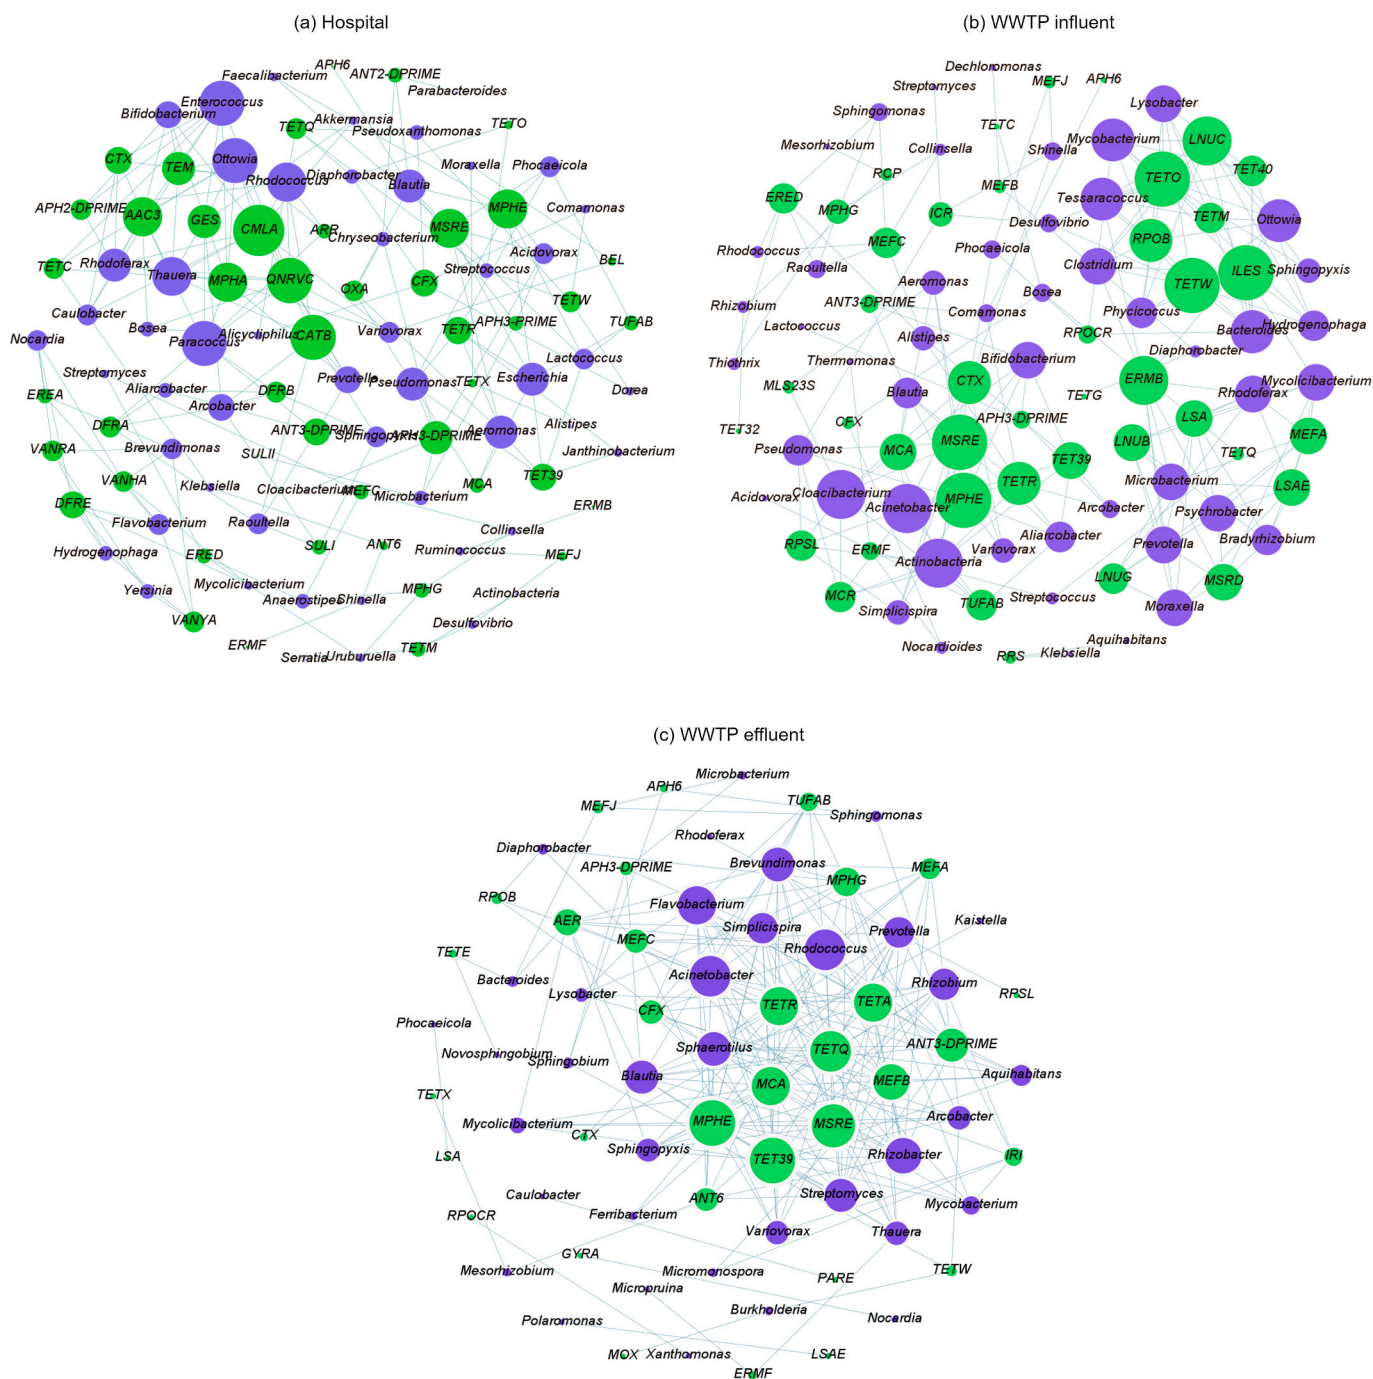 (a) Hospital
APH6
Faecalibacterium
ANT2-DPRIME
Parabacteroides
Enterococcus
Bifidobacterium
Akkermansia
TETQ
Pseudoxanthomonas
TETO
CTX
TEM
Ottowia
Moraxella
Phocaeicola
Rhodococcus
Diaphorobacter
Blautia
APH2-DPRIME
AAC3
GES
MPHE
Comamonas
CMLA
ARR
MSRE
Chryseobacterium
Acidovorax
Rhodoferax
TETC
Thauera
MPHA
QNRVC
OXA
CFX
Streptococcus
BEL
TETW
Caulobacter
Bosea
Alicycliphilus
CATB
Variovorax
TETR
APH3-PRIME
TUFAB
Nocardia
Paracoccus
Lactococcus
Streptomyces
Aliarcobacter
DFRB
Prevotella
Pseudomonas
TETX
Escherichia
Dorea
EREA
Arcobacter
DFRA
ANT3-DPRIME
Sphingopyxis
APH3-DPRIME
Aeromonas
Alistipes
VANRA
Brevundimonas
SULII
Janthinobacterium
VANHA
Klebsiella
Cloacibacterium
MEFC
Microbacterium
MCA
TET39
DFRE
ERMB
Flavobacterium
Raoultella
Collinsella
Hydrogenophaga
ERED
SULI
ANT6
Ruminococcus
MEFJ
Yersinia
Mycolicibacterium
Anaerostipes
Shinella
MPHG
Actinobacteria
VANYA
Desulfovibrio
ERMF
Serratia
Uruburuella
TETM
(b) WWTP influent
Dechloromonas
Streptomyces
MEFJ
APH6
Lysobacter
Sphingomonas
TETC
Mycobacterium
LNUC
Mesorhizobium
Collinsella
Shinella
TET40
RCP
MEFB
TETO
ERED
MPHG
ICR
Tessaracoccus
TETM
Ottowia
Desulfovibrio
RPOB
MEFC
Phocaeicola
Rhodococcus
Raoultella
Clostridium
ILES
Sphingopyxis
Aeromonas
Bosea
TETW
Rhizobium
ANT3-DPRIME
Comamonas
Phycicoccus
Lactococcus
Alistipes
RPOCR
Bacteroides
Hydrogenophaga
Thiothrix
Thermomonas
Bifidobacterium
Diaphorobacter
MLS23S
Blautia
CTX
ERMB
Mycolicibacterium
TETG
Rhodoferax
TET32
CFX
APH3-DPRIME
LSA
MEFA
Pseudomonas
MCA
MSRE
LNUB
TETQ
TET39
Acidovorax
Cloacibacterium
TETR
Microbacterium
LSAE
Acinetobacter
MPHE
Arcobacter
Psychrobacter
RPSL
ERMF
Variovorax
Aliarcobacter
Prevotella
Bradyrhizobium
Actinobacteria
LNUG
MSRD
MCR
Simplicispira
TUFAB
Streptococcus
Moraxella
Nocardioides
Aquihabitans
RRS
Klebsiella
(c) WWTP effluent
Microbacterium
APH6
MEFJ
TUFAB
Sphingomonas
Rhodoferax
Diaphorobacter
APH3-DPRIME
Brevundimonas
MPHG
MEFA
RPOB
Flavobacterium
AER
Simplicispira
Kaistella
MEFC
Rhodococcus
Prevotella
TETE
Bacteroides
Acinetobacter
Rhizobium
Lysobacter
RPSL
CFX
TETR
TETA
Phocaeicola
Sphaerotilus
TETQ
ANT3-DPRIME
Novosphingobium
Sphingobium
Blautia
MCA
MEFB
Aquihabitans
TETX
Mycolicibacterium
MPHE
MSRE
Arcobacter
CTX
Sphingopyxis
LSA
TET39
Rhizobacter
IRI
Caulobacter
ANT6
Streptomyces
Mycobacterium
RPOCR
Ferribacterium
Variovorax
Thauera
GYRA
Mesorhizobium
Micromonospora
PARE
TETW
Micropruina
Burkholderia
Nocardia
Polaromonas
MOX
Xanthomonas
LSAE
ERMF